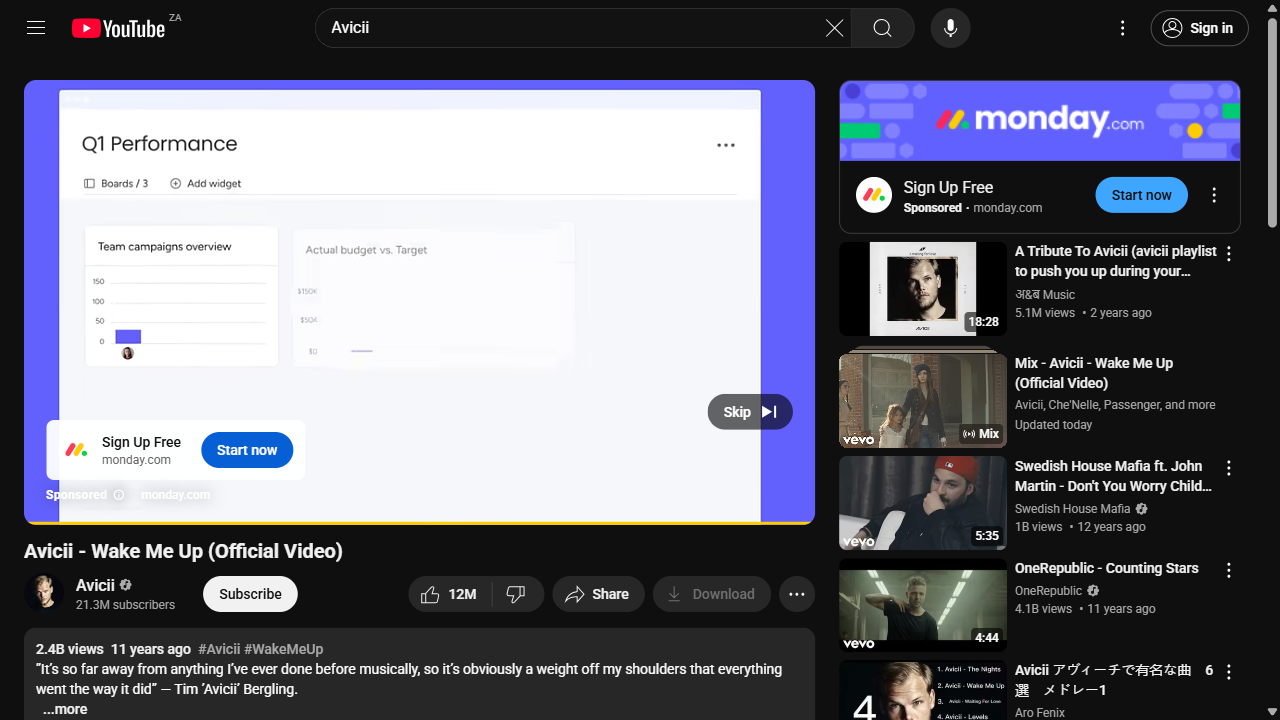 YouTube ZA
Avicii
Sign in
Q1 Performance
Boards / 3
Add widget
Team campaigns overview
150
100
50
0
Actual budget vs. Target
$150K
$50K
$0
Skip
Sign Up Free
monday.com
Start now
Sponsored
monday.com
Avicii - Wake Me Up (Official Video)
Avicii
21.3M subscribers
Subscribe
12M
Share
Download
2.4B views 11 years ago #Avicii #WakeMeUp
"It's so far away from anything I've ever done before musically, so it's obviously a weight off my shoulders that everything
went the way it did" – Tim 'Avicii' Bergling.
...more
monday.com
Sign Up Free
Sponsored · monday.com
Start now
AVICII
18:28
A Tribute To Avicii (avicii playlist
to push you up during your…
अ&ब Music
5.1M views • 2 years ago
vevo
Mix
Mix - Avicii - Wake Me Up
(Official Video)
Avicii, Che'Nelle, Passenger, and more
Updated today
vevo
5:35
Swedish House Mafia ft. John
Martin - Don't You Worry Child…
Swedish House Mafia
1B views • 12 years ago
vevo
4:44
OneRepublic - Counting Stars
OneRepublic
4.1B views • 11 years ago
4
1. Avicii - The Nights
2. Avicii - Wake Me Up
3. Avicii - Waiting For Love
4. Avicii - Levels
Avicii アヴィーチで有名な曲　6
選　メドレー1
Aro Fenix